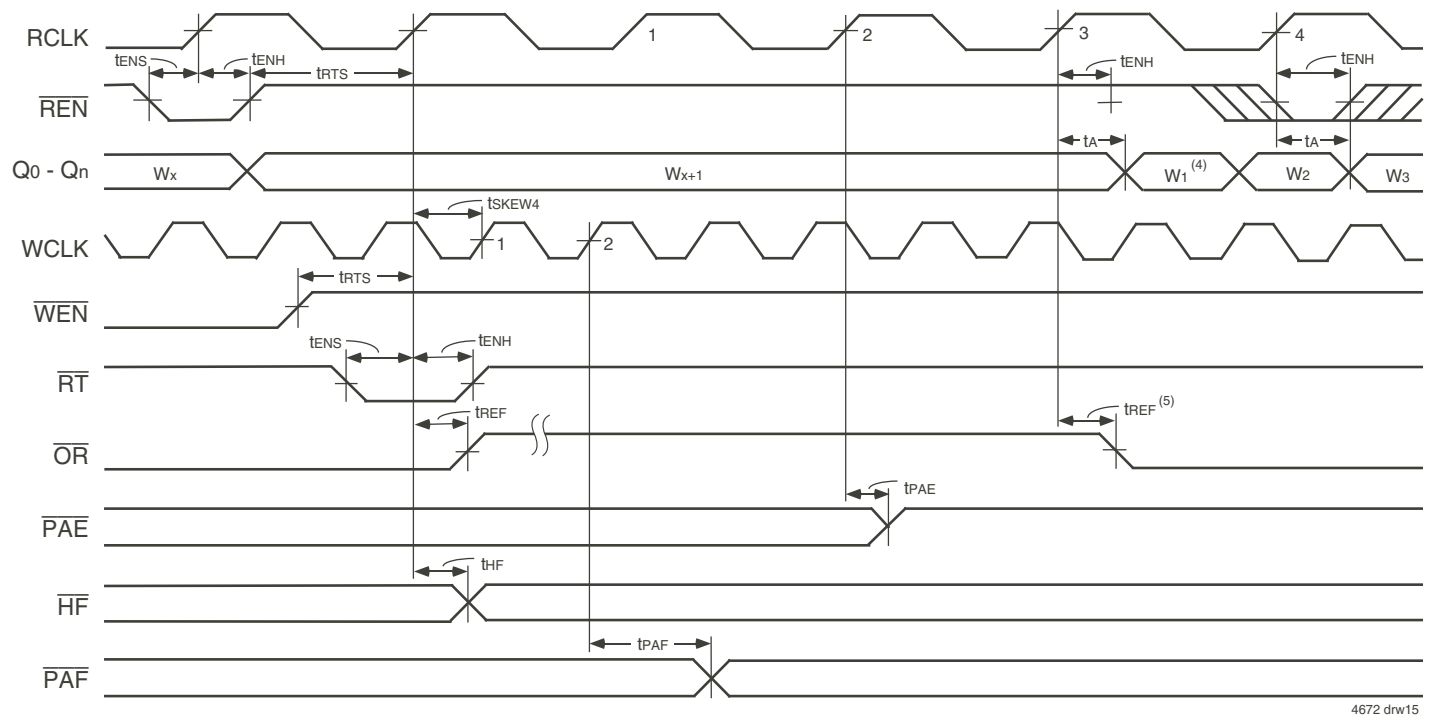 RCLK
1
2
3
4
tENS
tENH
tRTS
tENH
tENH
REN
tA
tA
Q0 - Qn
Wx
Wx+1
W1 (4)
W2
W3
tSKEW4
WCLK
1
2
tRTS
WEN
tENS
tENH
RT
tREF
tREF (5)
OR
tPAE
PAE
tHF
HF
tPAF
PAF
4672 drw15